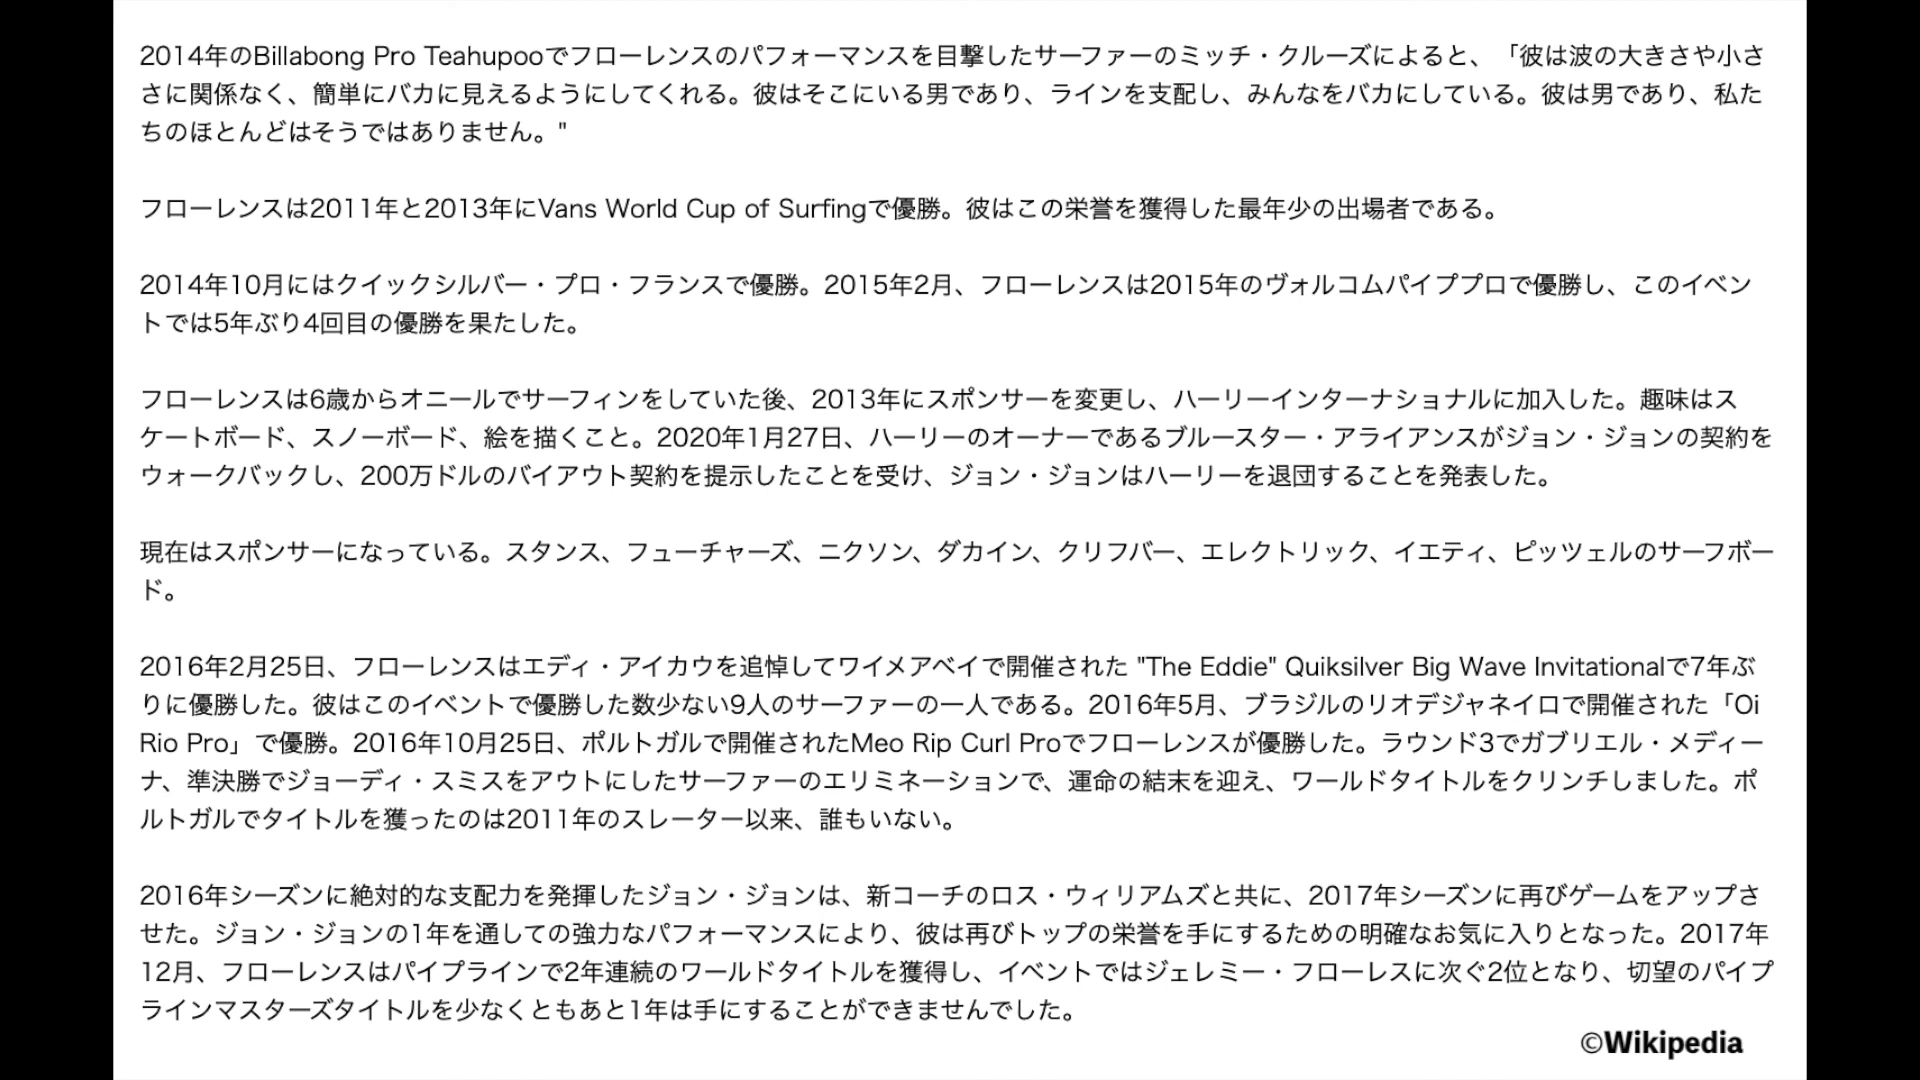 2014年のBillabong Pro Teahupooでフローレンスのパフォーマンスを目撃したサーファーのミッチ・クルーズによると、「彼は波の大きさや小さ
さに関係なく、簡単にバカに見えるようにしてくれる。彼はそこにいる男であり、ラインを支配し、みんなをバカにしている。彼は男であり、私た
ちのほとんどはそうではありません。"
フローレンスは2011年と2013年にVans World Cup of Surfingで優勝。彼はこの栄誉を獲得した最年少の出場者である。
2014年10月にはクイックシルバー・プロ・フランスで優勝。2015年2月、フローレンスは2015年のヴォルコムパイププロで優勝し、このイベン
トでは5年ぶり4回目の優勝を果たした。
フローレンスは6歳からオニールでサーフィンをしていた後、2013年にスポンサーを変更し、ハーリーインターナショナルに加入した。趣味はス
ケートボード、スノーボード、絵を描くこと。2020年1月27日、ハーリーのオーナーであるブルースター・アライアンスがジョン・ジョンの契約を
ウォークバックし、200万ドルのバイアウト契約を提示したことを受け、ジョン・ジョンはハーリーを退団することを発表した。
現在はスポンサーになっている。スタンス、フューチャーズ、ニクソン、ダカイン、クリフバー、エレクトリック、イエティ、ピッツェルのサーフボー
ド。
2016年2月25日、フローレンスはエディ・アイカウを追悼してワイメアベイで開催された "The Eddie" Quiksilver Big Wave Invitationalで7年ぶ
りに優勝した。彼はこのイベントで優勝した数少ない9人のサーファーの一人である。2016年5月、ブラジルのリオデジャネイロで開催された「Oi
Rio Pro」で優勝。2016年10月25日、ポルトガルで開催されたMeo Rip Curl Proでフローレンスが優勝した。ラウンド3でガブリエル・メディー
ナ、準決勝でジョーディ・スミスをアウトにしたサーファーのエリミネーションで、運命の結末を迎え、ワールドタイトルをクリンチしました。ポ
ルトガルでタイトルを獲ったのは2011年のスレーター以来、誰もいない。
2016年シーズンに絶対的な支配力を発揮したジョン・ジョンは、新コーチのロス・ウィリアムズと共に、2017年シーズンに再びゲームをアップさ
せた。ジョン・ジョンの1年を通しての強力なパフォーマンスにより、彼は再びトップの栄誉を手にするための明確なお気に入りとなった。2017年
12月、フローレンスはパイプラインで2年連続のワールドタイトルを獲得し、イベントではジェレミー・フローレスに次ぐ2位となり、切望のパイプ
ラインマスターズタイトルを少なくともあと1年は手にすることができませんでした。
©Wikipedia